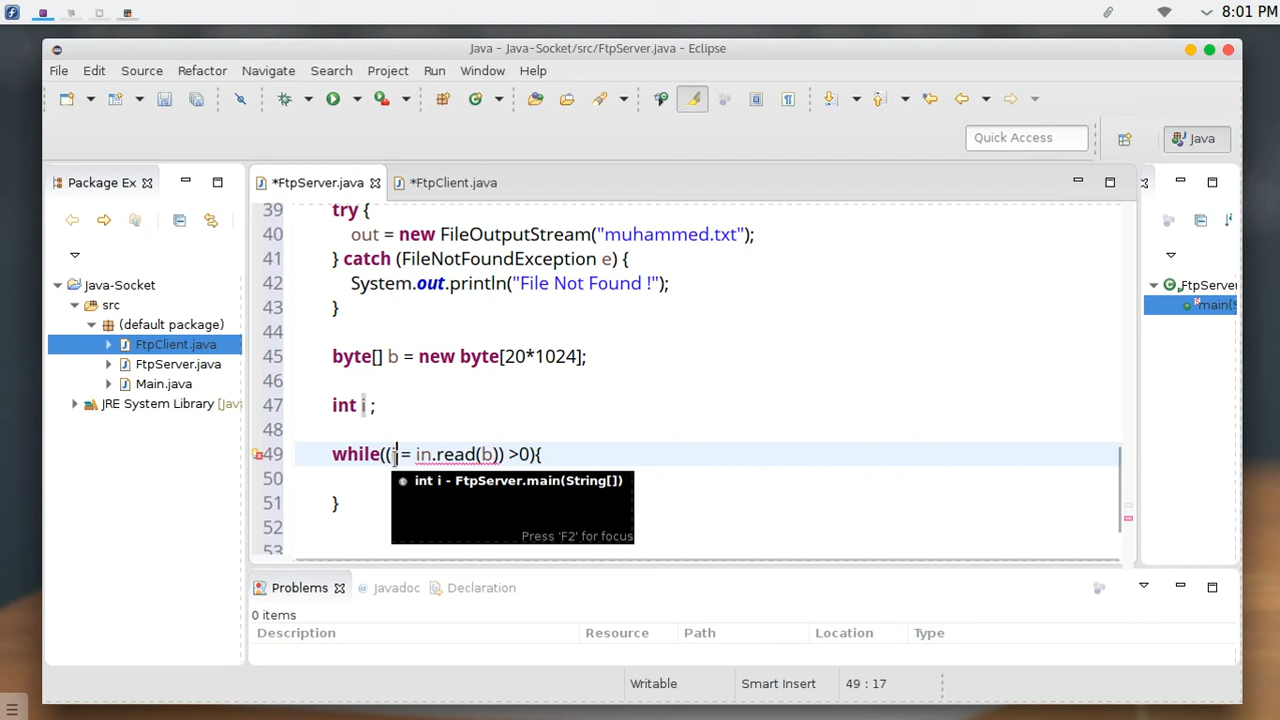 8:01 PM
Java - Java-Socket/src/FtpServer.java - Eclipse
File Edit Source Refactor Navigate Search Project Run Window Help
Quick Access
Java
Package Ex
*FtpServer.java
*FtpClient.java
Java-Socket
src
(default package)
FtpClient.java
FtpServer.java
Main.java
JRE System Library [Jav
39 try {
40 out = new FileOutputStream("muhammed.txt");
41 } catch (FileNotFoundException e) {
42 System.out.println("File Not Found !");
43 }
44
45 byte[] b = new byte[20*1024];
46
47 int i ;
48
49 while((i = in.read(b)) >0){
50
51 }
52
53
int i - FtpServer.main(String[])
Press 'F2' for focus
FtpServer
main(S
Problems
Javadoc
Declaration
0 items
Description Resource Path Location Type
Writable Smart Insert 49 : 17